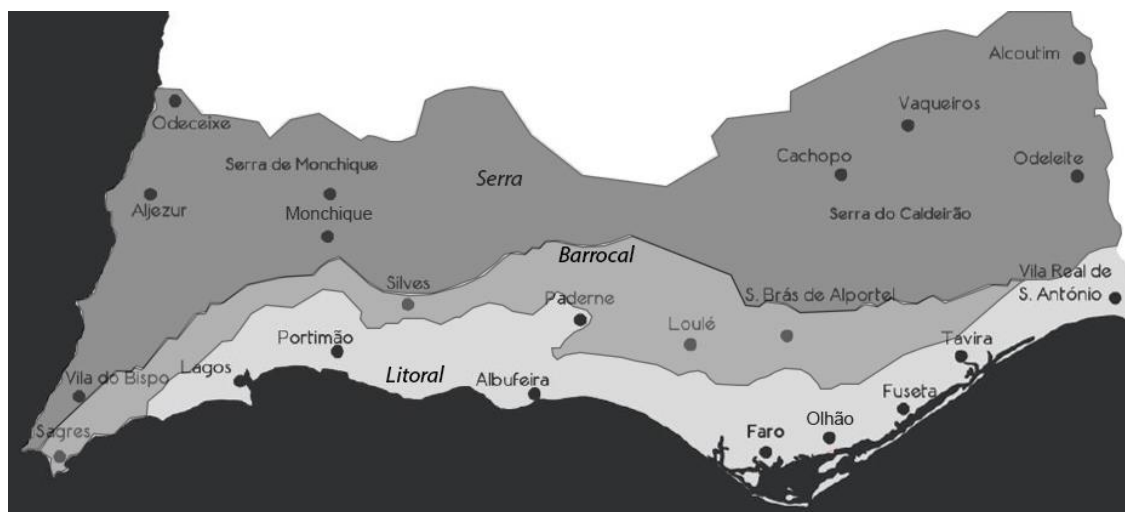 Alcoutim
Vaqueiros
Odeceixe
Cachopo
Odeleite
Serra de Monchique
Serra
Aljezur
Monchique
Serra do Caldeirão
Barrocal
Silves
Vila Real de
S. António
S. Brás de Alportel
Paderne
Loulé
Portimão
Tavira
Lagos
Vila do Bispo
Litoral
Albufeira
Fuseta
Olhão
Faro
Sagres